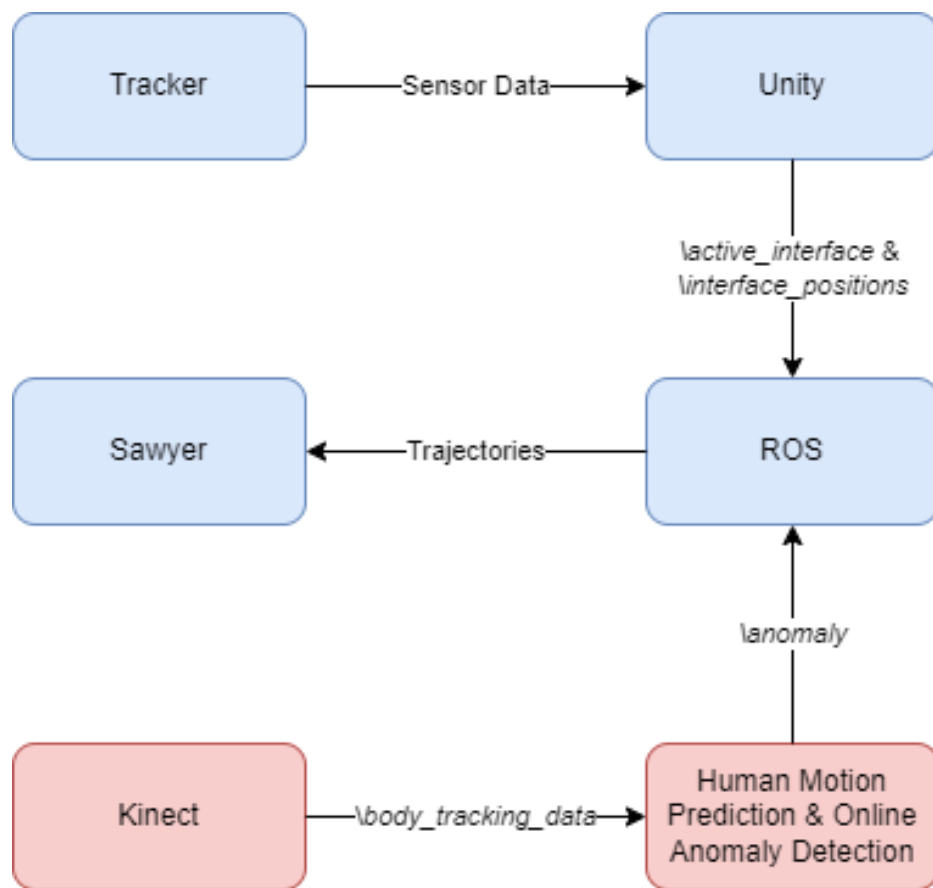 Tracker
Sensor Data
Unity
\active_interface &
\interface_positions
Sawyer
Trajectories
ROS
\anomaly
Kinect
\body_tracking_data
Human Motion
Prediction & Online
Anomaly Detection